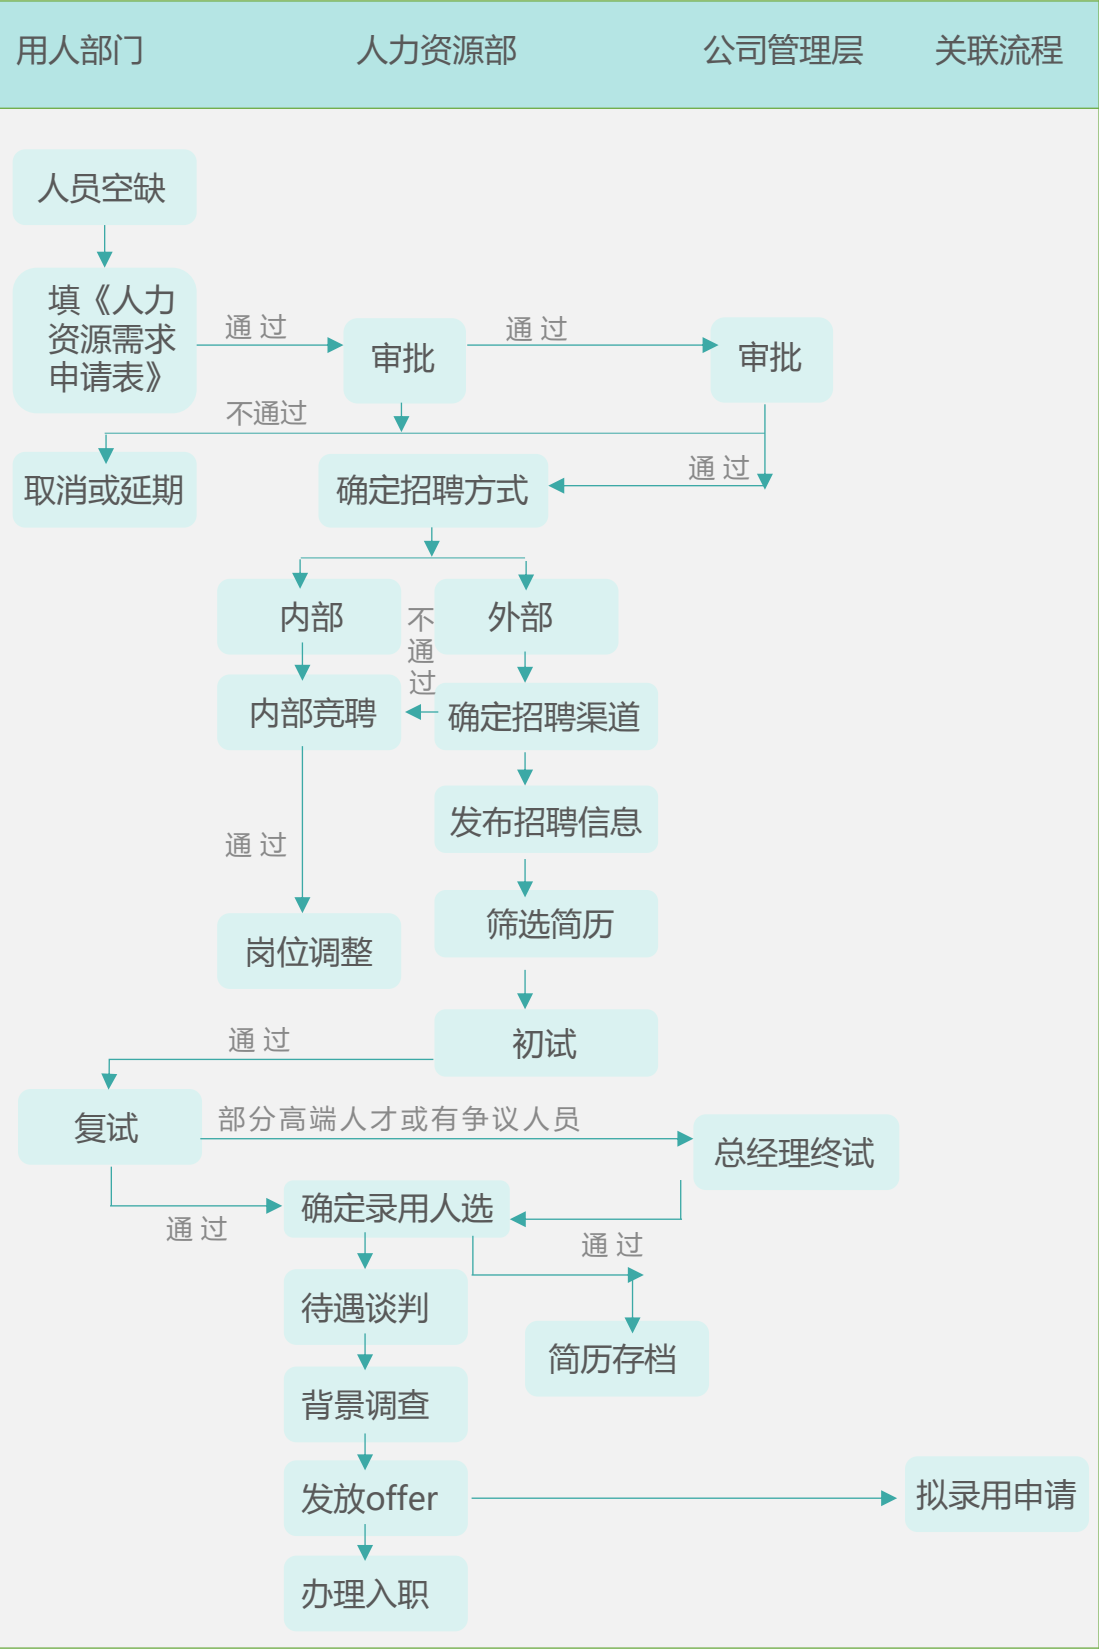 用人部门
人力资源部
公司管理层
关联流程
人员空缺
填《人力
资源需求
申请表》
通 过
审批
通 过
审批
不通过
取消或延期
确定招聘方式
通 过
内部
不
通
过
外部
内部竞聘
确定招聘渠道
发布招聘信息
通 过
筛选简历
岗位调整
通 过
初试
复试
部分高端人才或有争议人员
总经理终试
通 过
确定录用人选
通 过
待遇谈判
简历存档
背景调查
发放offer
拟录用申请
办理入职